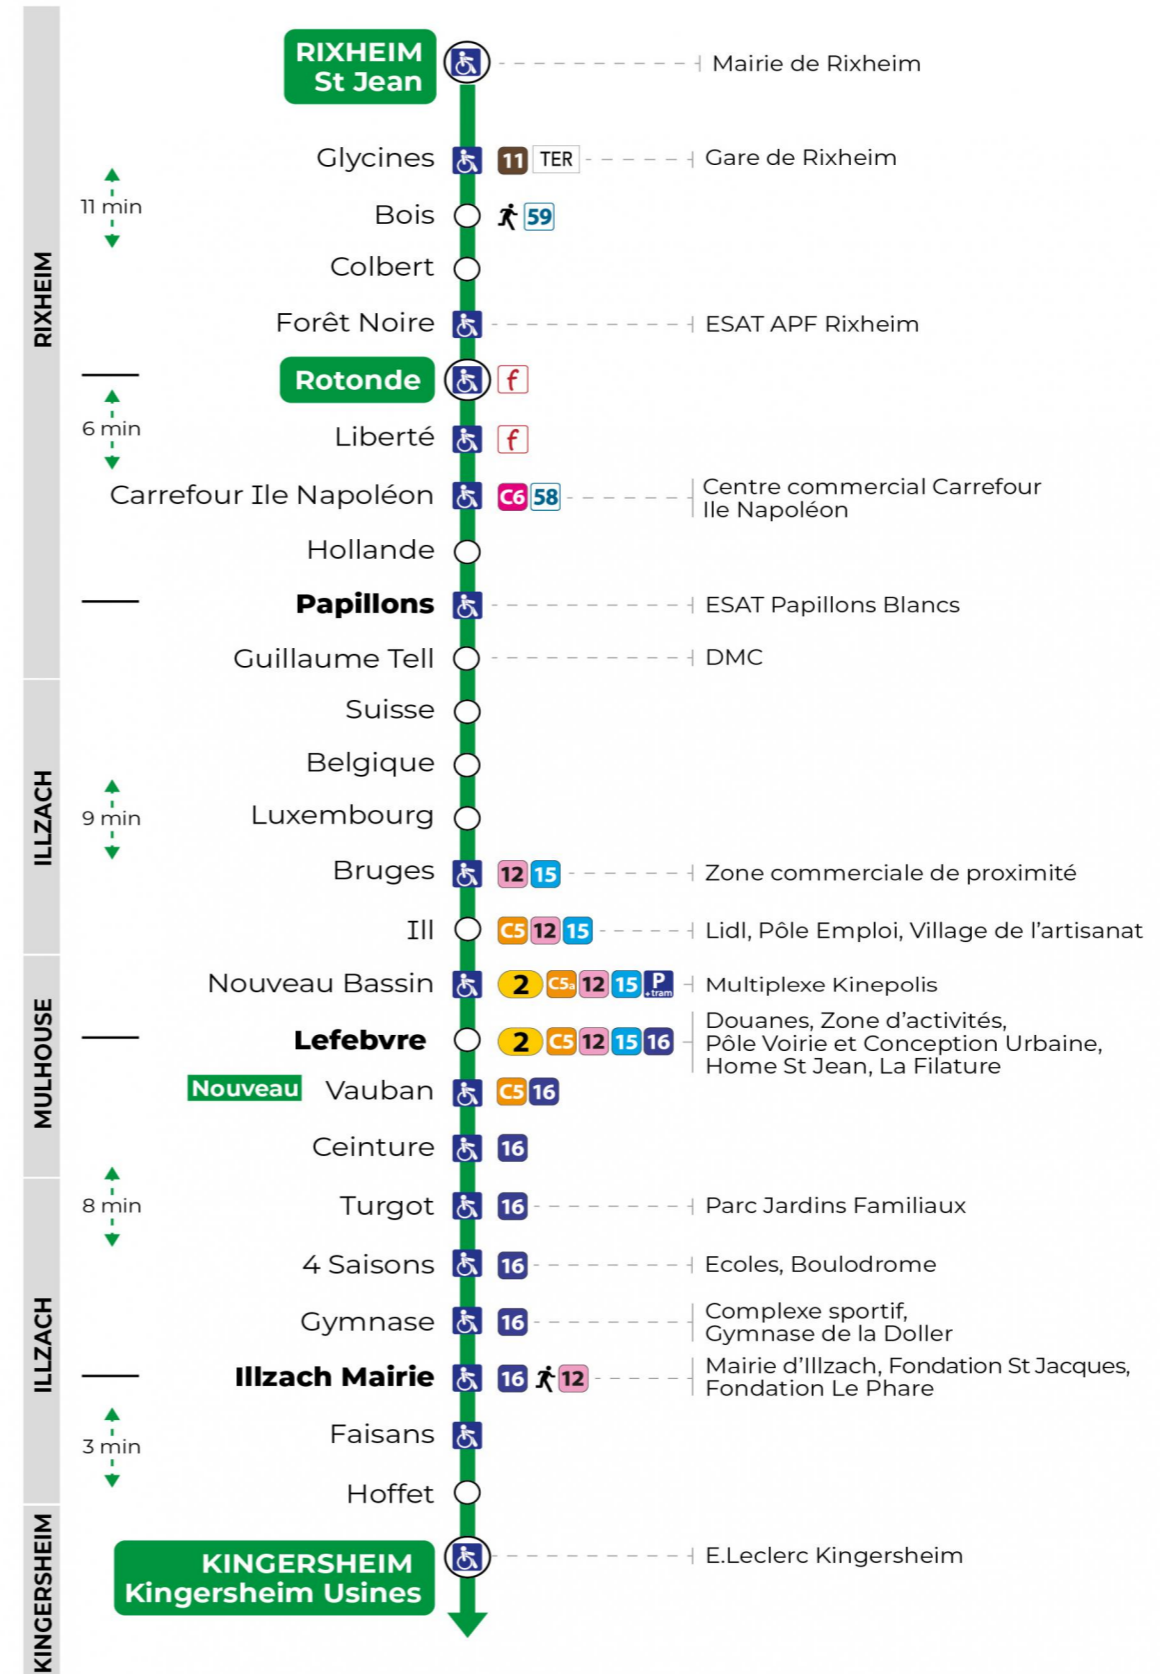 RIXHEIM
St Jean
Mairie de Rixheim
Glycines 11 TER Gare de Rixheim
11 min
Bois 59
Colbert
RIXHEIM
Forêt Noire ESAT APF Rixheim
Rotonde f
6 min
Liberté f
Carrefour Ile Napoléon C6 58 Centre commercial Carrefour
Ile Napoléon
Hollande
Papillons ESAT Papillons Blancs
Guillaume Tell DMC
Suisse
Belgique
ILLZACH
9 min
Luxembourg
Bruges 12 15 Zone commerciale de proximité
Ill C5 12 15 Lidl, Pôle Emploi, Village de l'artisanat
Nouveau Bassin 2 C5a 12 15 P +tram Multiplexe Kinepolis
MULHOUSE
Lefebvre 2 C5 12 15 16 Douanes, Zone d'activités,
Pôle Voirie et Conception Urbaine,
Home St Jean, La Filature
Nouveau Vauban C5 16
Ceinture 16
8 min
Turgot 16 Parc Jardins Familiaux
4 Saisons 16 Ecoles, Boulodrome
Gymnase 16 Complexe sportif,
Gymnase de la Doller
ILLZACH
Illzach Mairie 16 12 Mairie d'Illzach, Fondation St Jacques,
Fondation Le Phare
Faisans
3 min
Hoffet
KINGERSHEIM
Kingersheim Usines
E.Leclerc Kingersheim
KINGERSHEIM